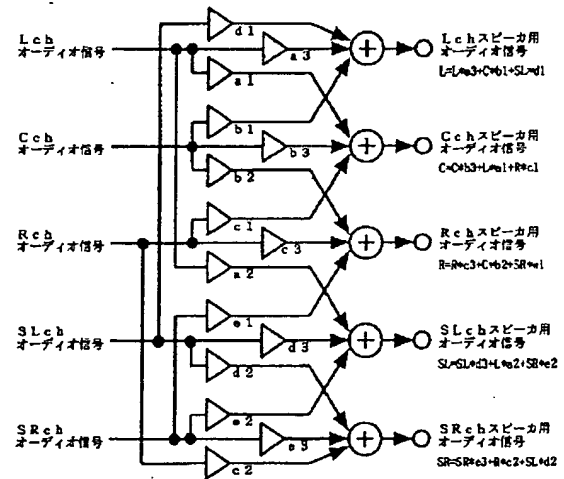 d1
Lch
オーディオ信号
a3
Lchスピーカ用
オーディオ信号
L=L*a3+C*b1+SL*d1
a1
b1
Cch
オーディオ信号
b3
Cchスピーカ用
オーディオ信号
C=C*b3+L*a1+R*c1
b2
c1
Rch
オーディオ信号
c3
Rchスピーカ用
オーディオ信号
R=R*c3+C*b2+SR*e1
a2
e1
SLch
オーディオ信号
d3
SLchスピーカ用
オーディオ信号
SL=SL*d3+L*a2+SR*e2
d2
e2
SRch
オーディオ信号
e3
SRchスピーカ用
オーディオ信号
SR=SR*e3+R*c2+SL*d2
c2